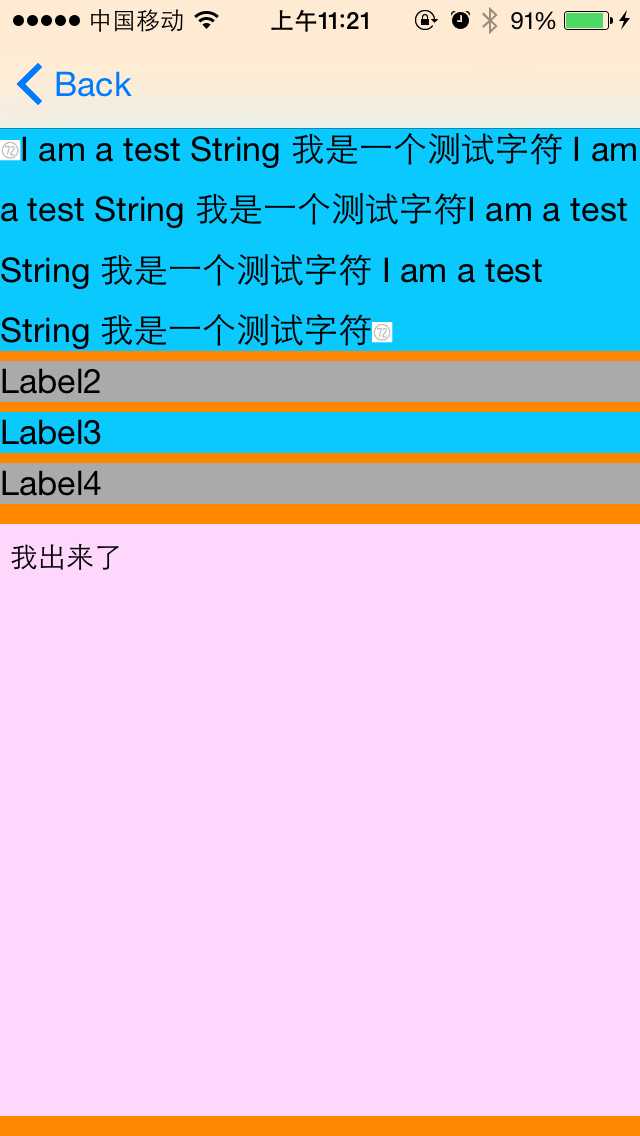 中国移动 上午11:21 91%
Back
㉒I am a test String 我是一个测试字符 I am
a test String 我是一个测试字符I am a test
String 我是一个测试字符 I am a test
String 我是一个测试字符
Label2
Label3
Label4
我出来了